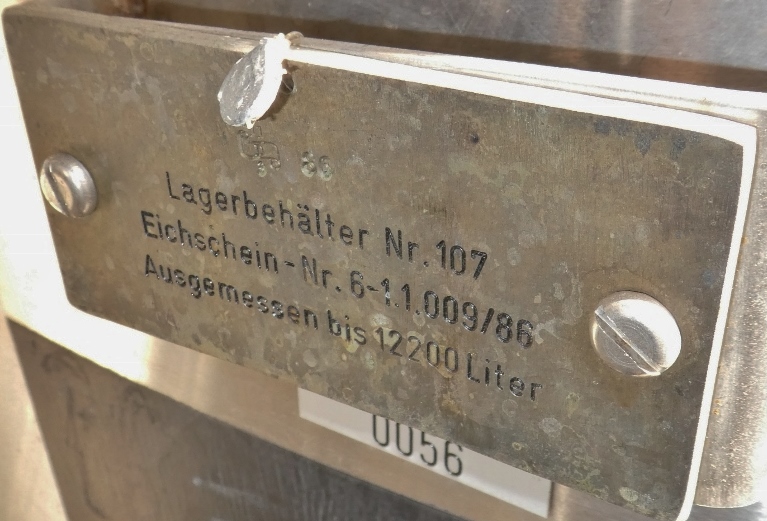 86
Lagerbehälter Nr. 107
Eichschein-Nr. 6-1.1.009/86
Ausgemessen bis 12200 Liter
0056